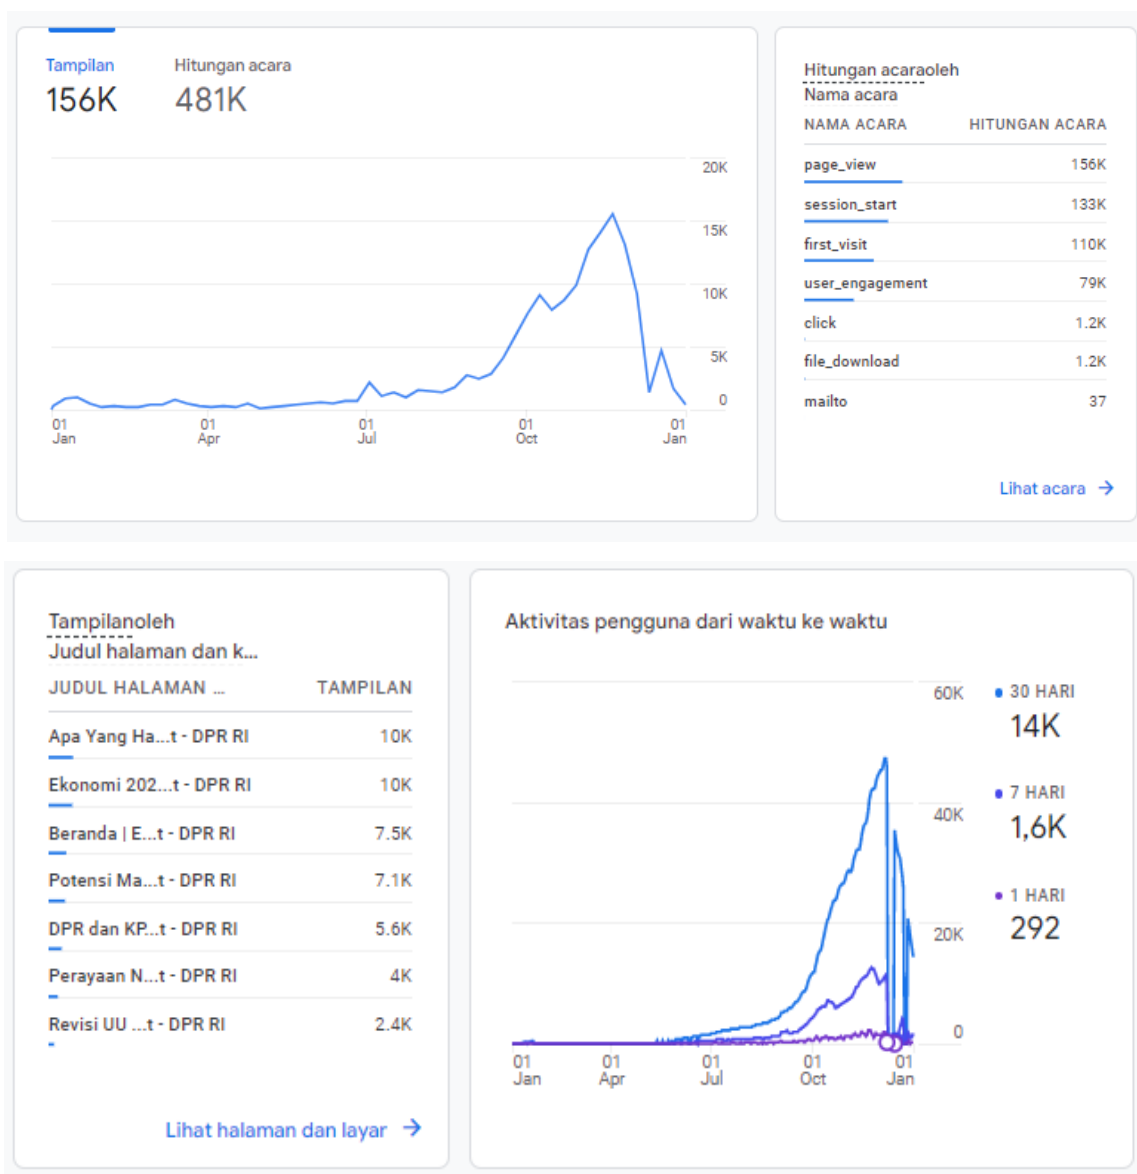 Tampilan Hitungan acara
156K 481K
20K
15K
10K
5K
0
01 01 01 01 01
Jan Apr Jul Oct Jan
Hitungan acaraoleh
Nama acara
NAMA ACARA HITUNGAN ACARA
page_view 156K
session_start 133K
first_visit 110K
user_engagement 79K
click 1.2K
file_download 1.2K
mailto 37
Lihat acara →
Tampilanoleh
Judul halaman dan k...
JUDUL HALAMAN ... TAMPILAN
Apa Yang Ha...t - DPR RI 10K
Ekonomi 202...t - DPR RI 10K
Beranda | E...t - DPR RI 7.5K
Potensi Ma...t - DPR RI 7.1K
DPR dan KP...t - DPR RI 5.6K
Perayaan N...t - DPR RI 4K
Revisi UU ...t - DPR RI 2.4K
Lihat halaman dan layar →
Aktivitas pengguna dari waktu ke waktu
60K
40K
20K
0
01 01 01 01 01
Jan Apr Jul Oct Jan
30 HARI
14K
7 HARI
1,6K
1 HARI
292